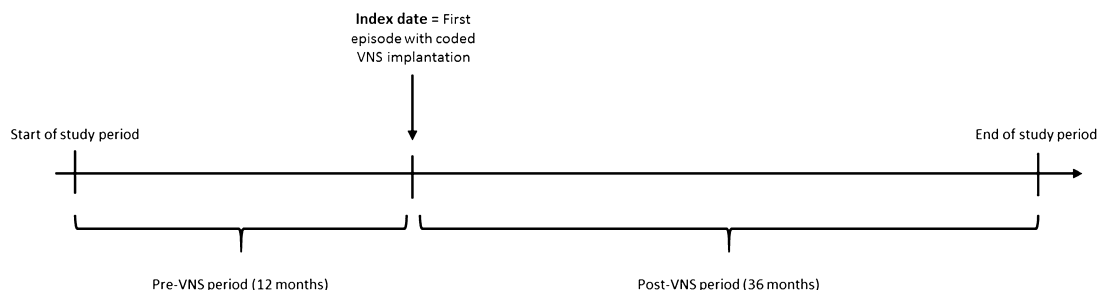 Index date = First
episode with coded
VNS implantation
Start of study period
End of study period
Pre-VNS period (12 months)
Post-VNS period (36 months)